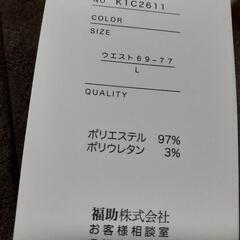 NO K1C2611
COLOR
SIZE
ウエスト69-77
L
QUALITY
ポリエステル 97%
ポリウレタン 3%
福助株式会社
お客様相談室